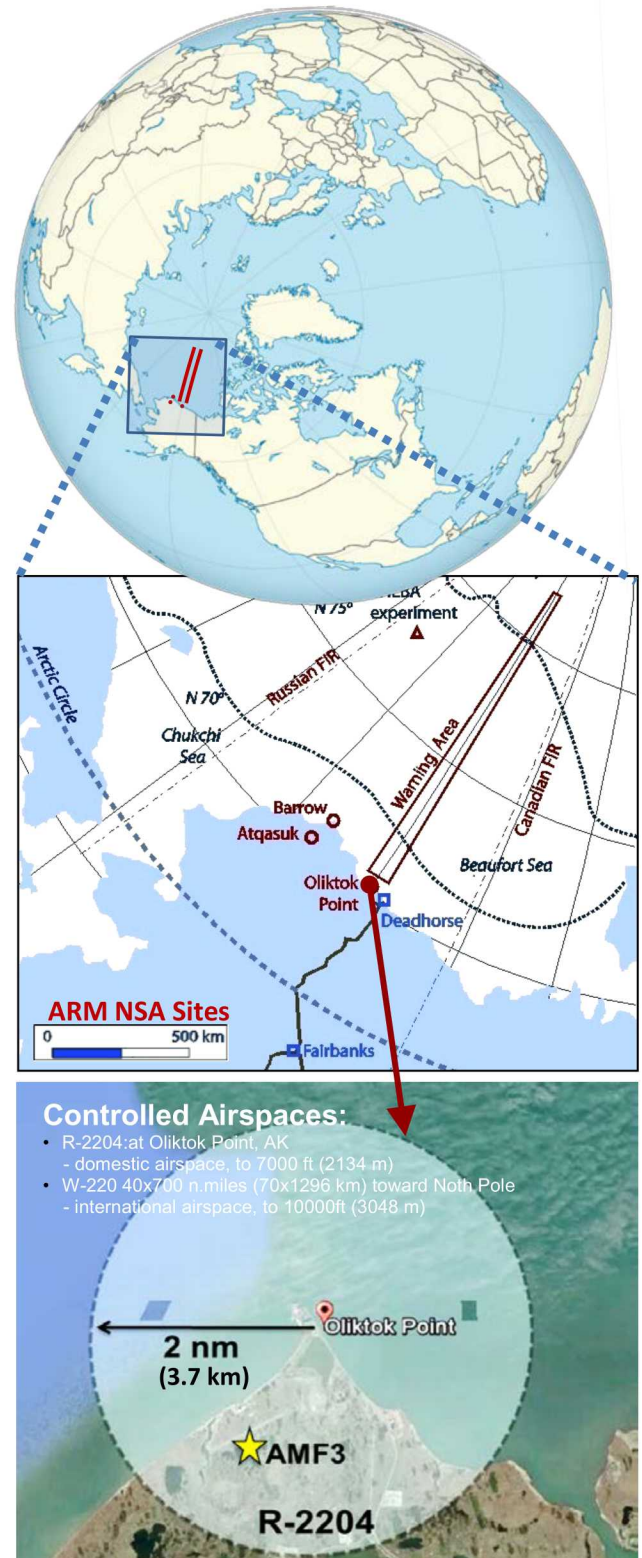 N 75°
experiment
Russian FIR
Arctic Circle
N 70°
Chukchi
Sea
Warning Area
Canadian FIR
Barrow
Atqasuk
Beaufort Sea
Oliktok
Point
Deadhorse
ARM NSA Sites
0 500 km
Fairbanks
Controlled Airspaces:
• R-2204:at Oliktok Point, AK
- domestic airspace, to 7000 ft (2134 m)
• W-220 40x700 n.miles (70x1296 km) toward Noth Pole
- international airspace, to 10000ft (3048 m)
Oliktok Point
2 nm
(3.7 km)
AMF3
R-2204